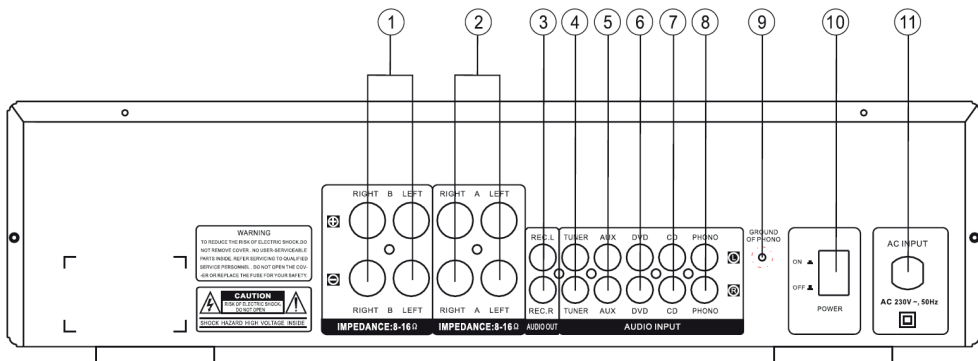 1 2 3 4 5 6 7 8 9 10 11
RIGHT B LEFT
RIGHT A LEFT
REC.L TUNER AUX DVD CD PHONO
L
GROUND
OF PHONO
WARNING
TO REDUCE THE RISK OF ELECTRIC SHOCK,DO
NOT REMOVE COVER . NO USER-SERVICEABLE
PARTS INSIDE. REFER SERVICING TO QUALIFIED
SERVICE PERSONNEL . DO NOT OPEN THE COV-
-ER OR REPLACE THE FUSE FOR YOUR SAFETY.
CAUTION
RISK OF ELECTRIC SHOCK,
DO NOT OPEN
SHOCK HAZARD HIGH VOLTAGE INSIDE
RIGHT B LEFT
IMPEDANCE:8-16Ω
RIGHT A LEFT
IMPEDANCE:8-16Ω
R
REC.R TUNER AUX DVD CD PHONO
AUDIO OUT
AUDIO INPUT
ON
OFF
POWER
AC INPUT
AC 230V ~, 50Hz